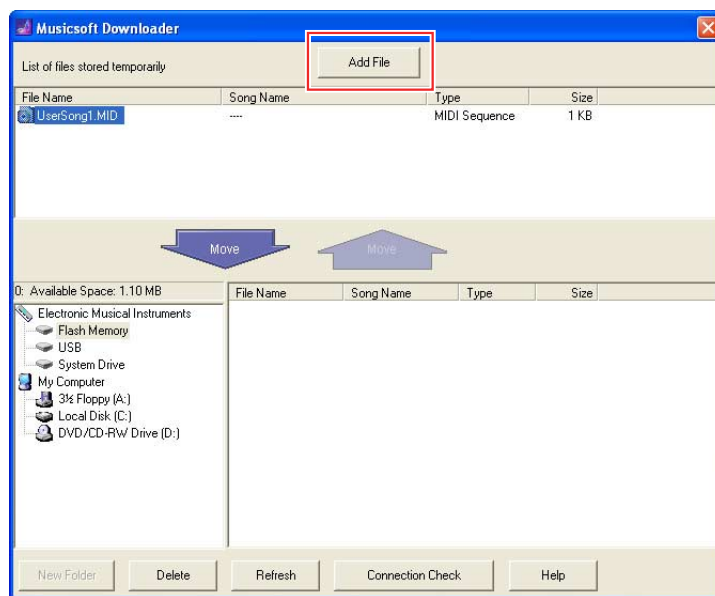 Musicsoft Downloader
List of files stored temporarily
Add File
File Name Song Name Type Size
UserSong1.MID ---- MIDI Sequence 1 KB
Move Move
0: Available Space: 1.10 MB
File Name Song Name Type Size
Electronic Musical Instruments
Flash Memory
USB
System Drive
My Computer
3½ Floppy (A:)
Local Disk (C:)
DVD/CD-RW Drive (D:)
New Folder Delete Refresh Connection Check Help